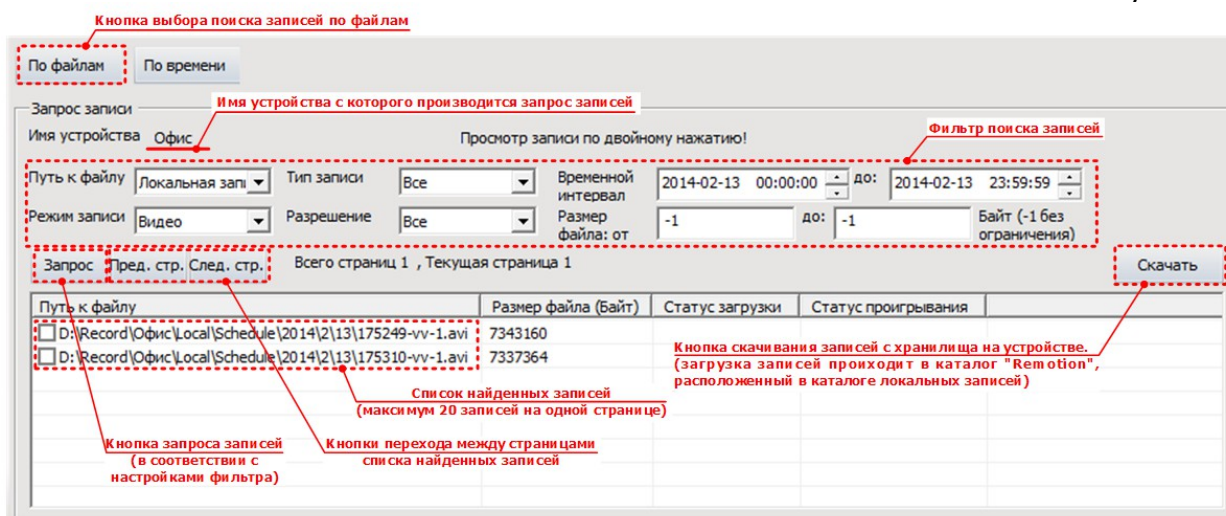 Кнопка выбора поиска записей по файлам
По файлам По времени
Запрос записи
Имя устройства с которого производится запрос записей
Имя устройства Офис Просмотр записи по двойному нажатию!
Фильтр поиска записей
Путь к файлу Локальная запи Тип записи Все Временной интервал 2014-02-13 00:00:00 до: 2014-02-13 23:59:59
Режим записи Видео Разрешение Все Размер файла: от -1 до: -1 Байт (-1 без ограничения)
Запрос Пред. стр. След. стр. Всего страниц 1 , Текущая страница 1 Скачать
Путь к файлу Размер файла (Байт) Статус загрузки Статус проигрывания
D:\Record\Офис\Local\Schedule\2014\2\13\175249-vv-1.avi 7343160
D:\Record\Офис\Local\Schedule\2014\2\13\175310-vv-1.avi 7337364
Кнопка скачивания записей с хранилища на устройстве.
(загрузка записей происходит в каталог "Remotion",
расположенный в каталоге локальных записей)
Список найденных записей
(максимум 20 записей на одной странице)
Кнопка запроса записей
(в соответствии с
настройками фильтра)
Кнопки перехода между страницами
списка найденных записей